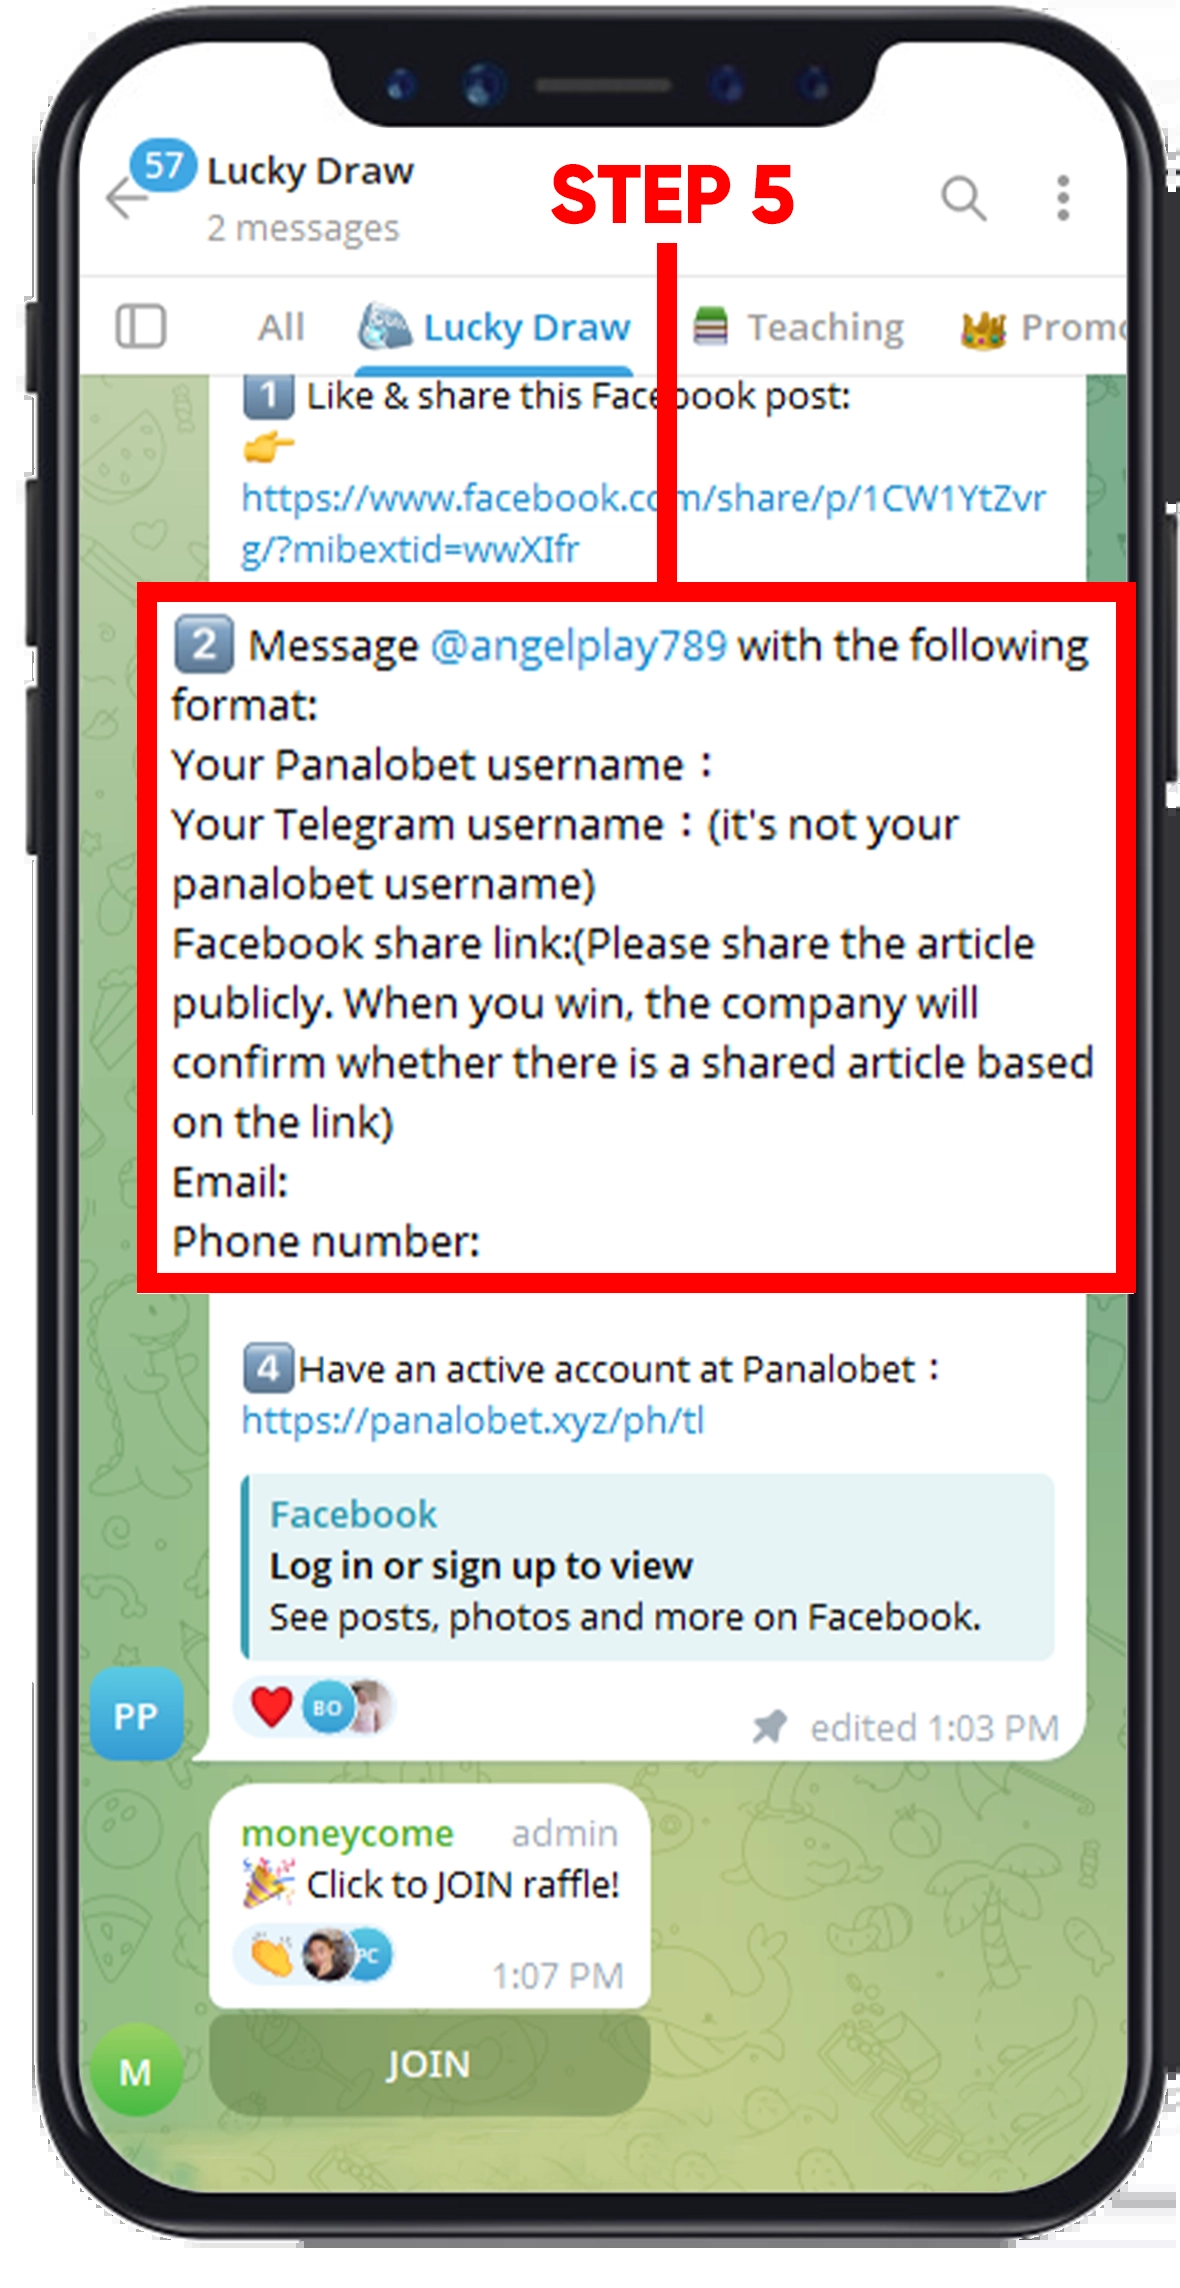 57
Lucky Draw
STEP 5
2 messages
All
Lucky Draw
Teaching
Promo
1 Like & share this Facebook post:
https://www.facebook.com/share/p/1CW1YtZvr
g/?mibextid=wwXIfr
2 Message @angelplay789 with the following
format:
Your Panalobet username：
Your Telegram username：(it's not your
panalobet username)
Facebook share link:(Please share the article
publicly. When you win, the company will
confirm whether there is a shared article based
on the link)
Email:
Phone number:
4 Have an active account at Panalobet：
https://panalobet.xyz/ph/tl
Facebook
Log in or sign up to view
See posts, photos and more on Facebook.
BO
PP
edited 1:03 PM
moneycome admin
Click to JOIN raffle!
PC
1:07 PM
M
JOIN